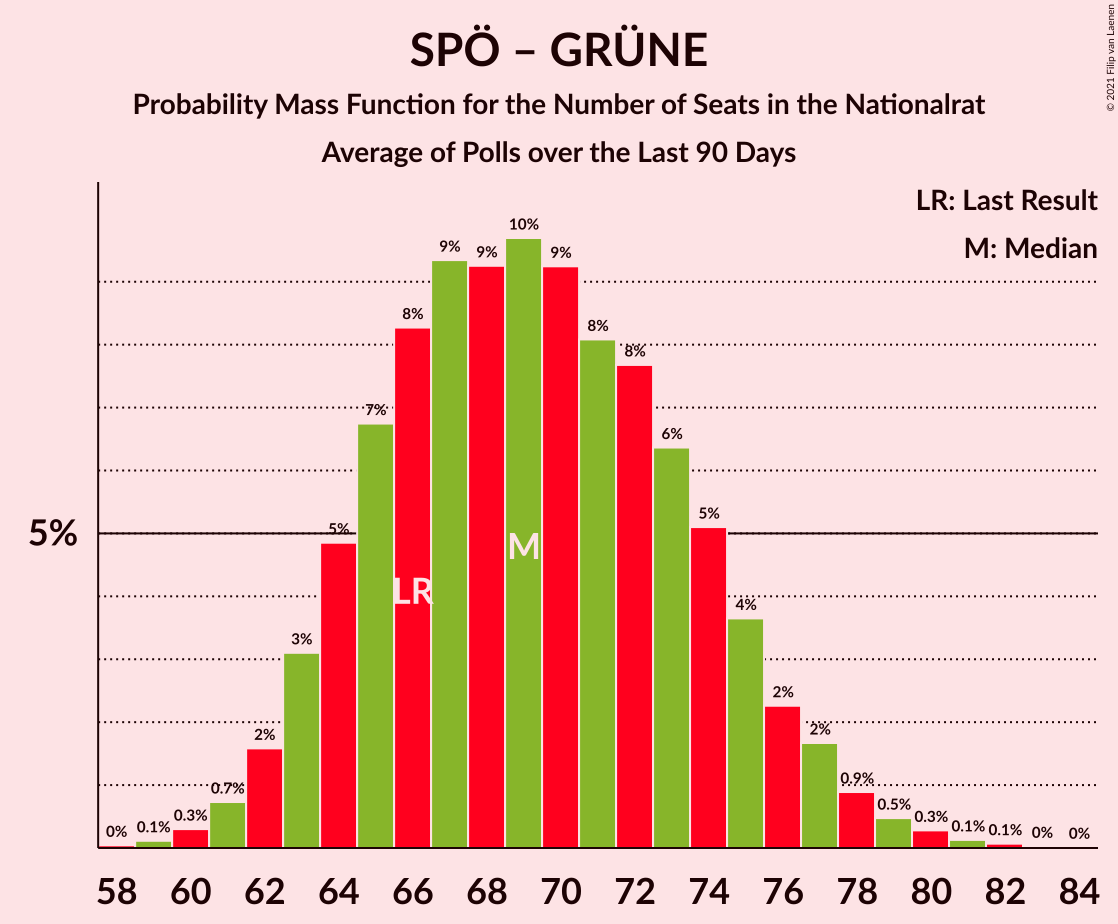 SPÖ – GRÜNE
Probability Mass Function for the Number of Seats in the Nationalrat
Average of Polls over the Last 90 Days
© 2021 Filip van Laenen
LR: Last Result
M: Median
5%
0% 0.1% 0.3% 0.7% 2% 3% 5% 7% 8% 9% 9% 10% 9% 8% 8% 6% 5% 4% 2% 2% 0.9% 0.5% 0.3% 0.1% 0.1% 0% 0%
LR M
58 60 62 64 66 68 70 72 74 76 78 80 82 84